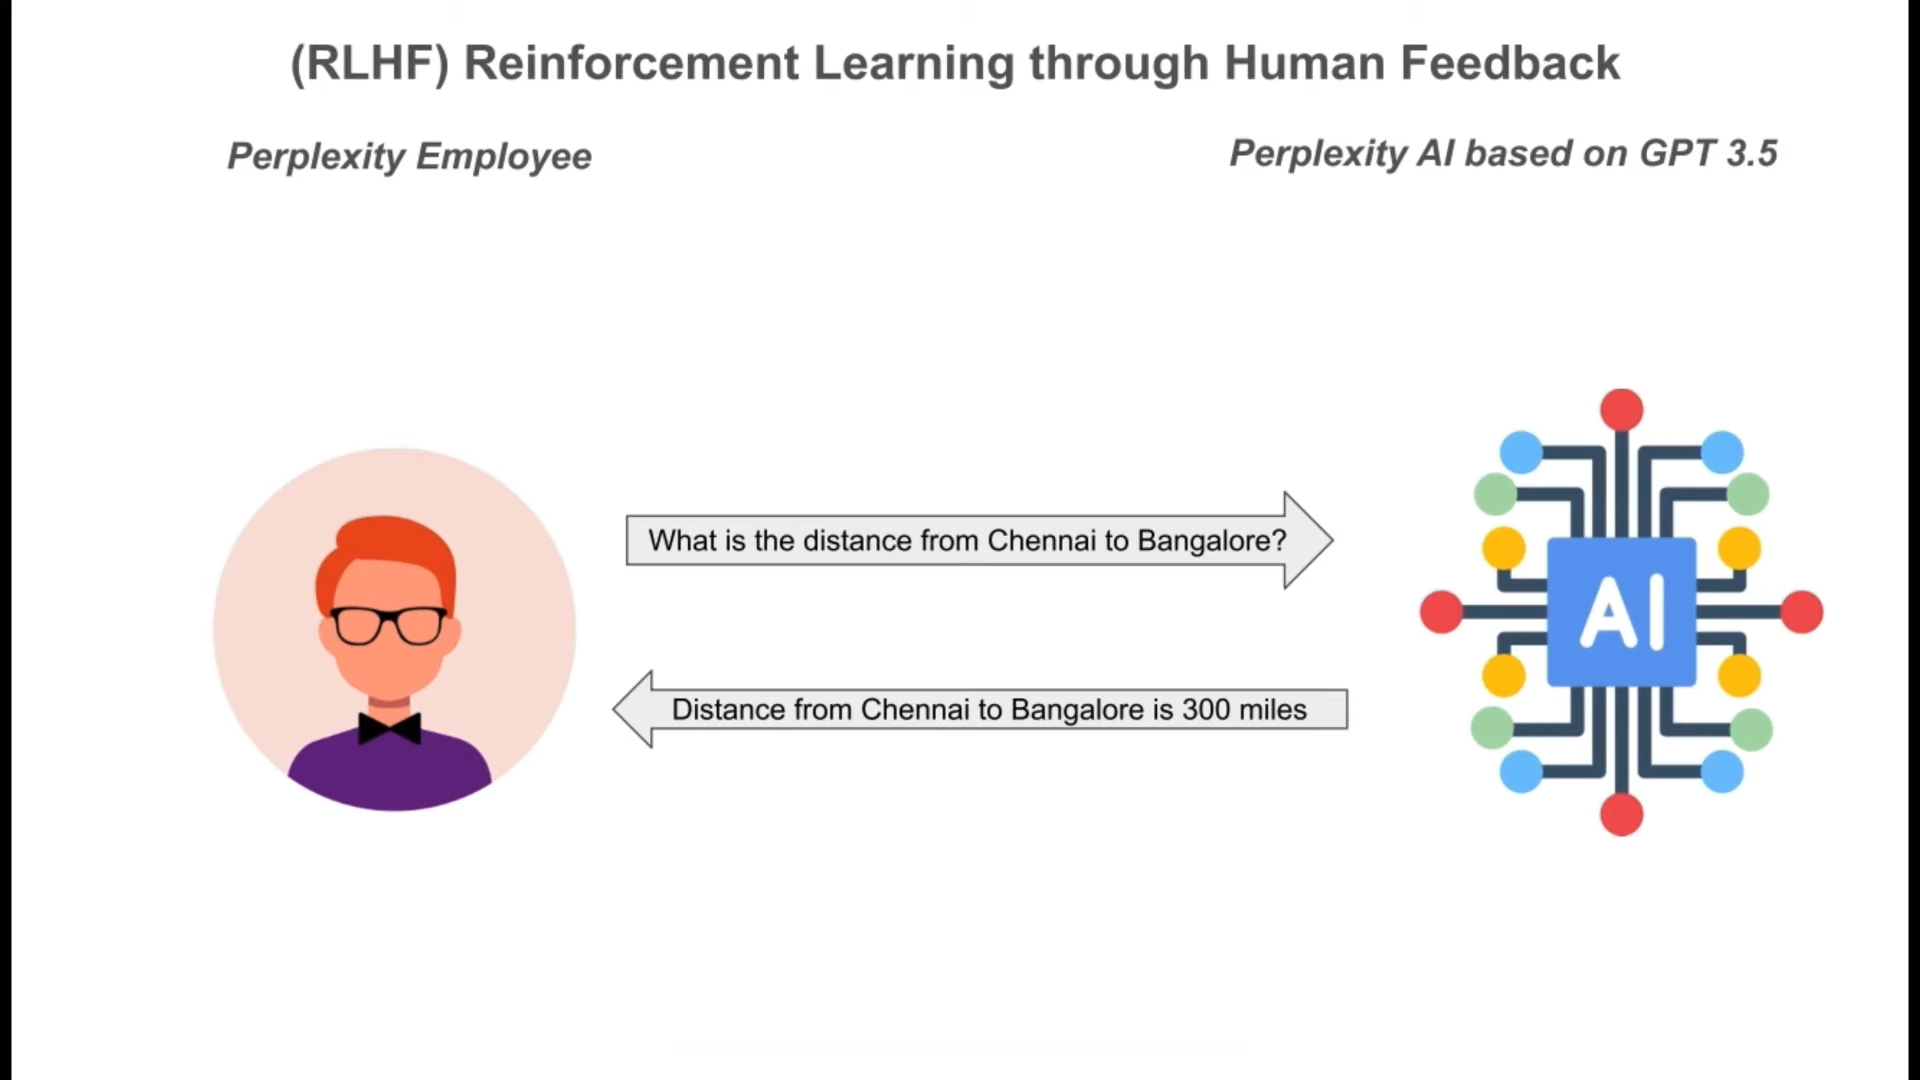 (RLHF) Reinforcement Learning through Human Feedback
Perplexity Employee
Perplexity AI based on GPT 3.5
What is the distance from Chennai to Bangalore?
AI
Distance from Chennai to Bangalore is 300 miles